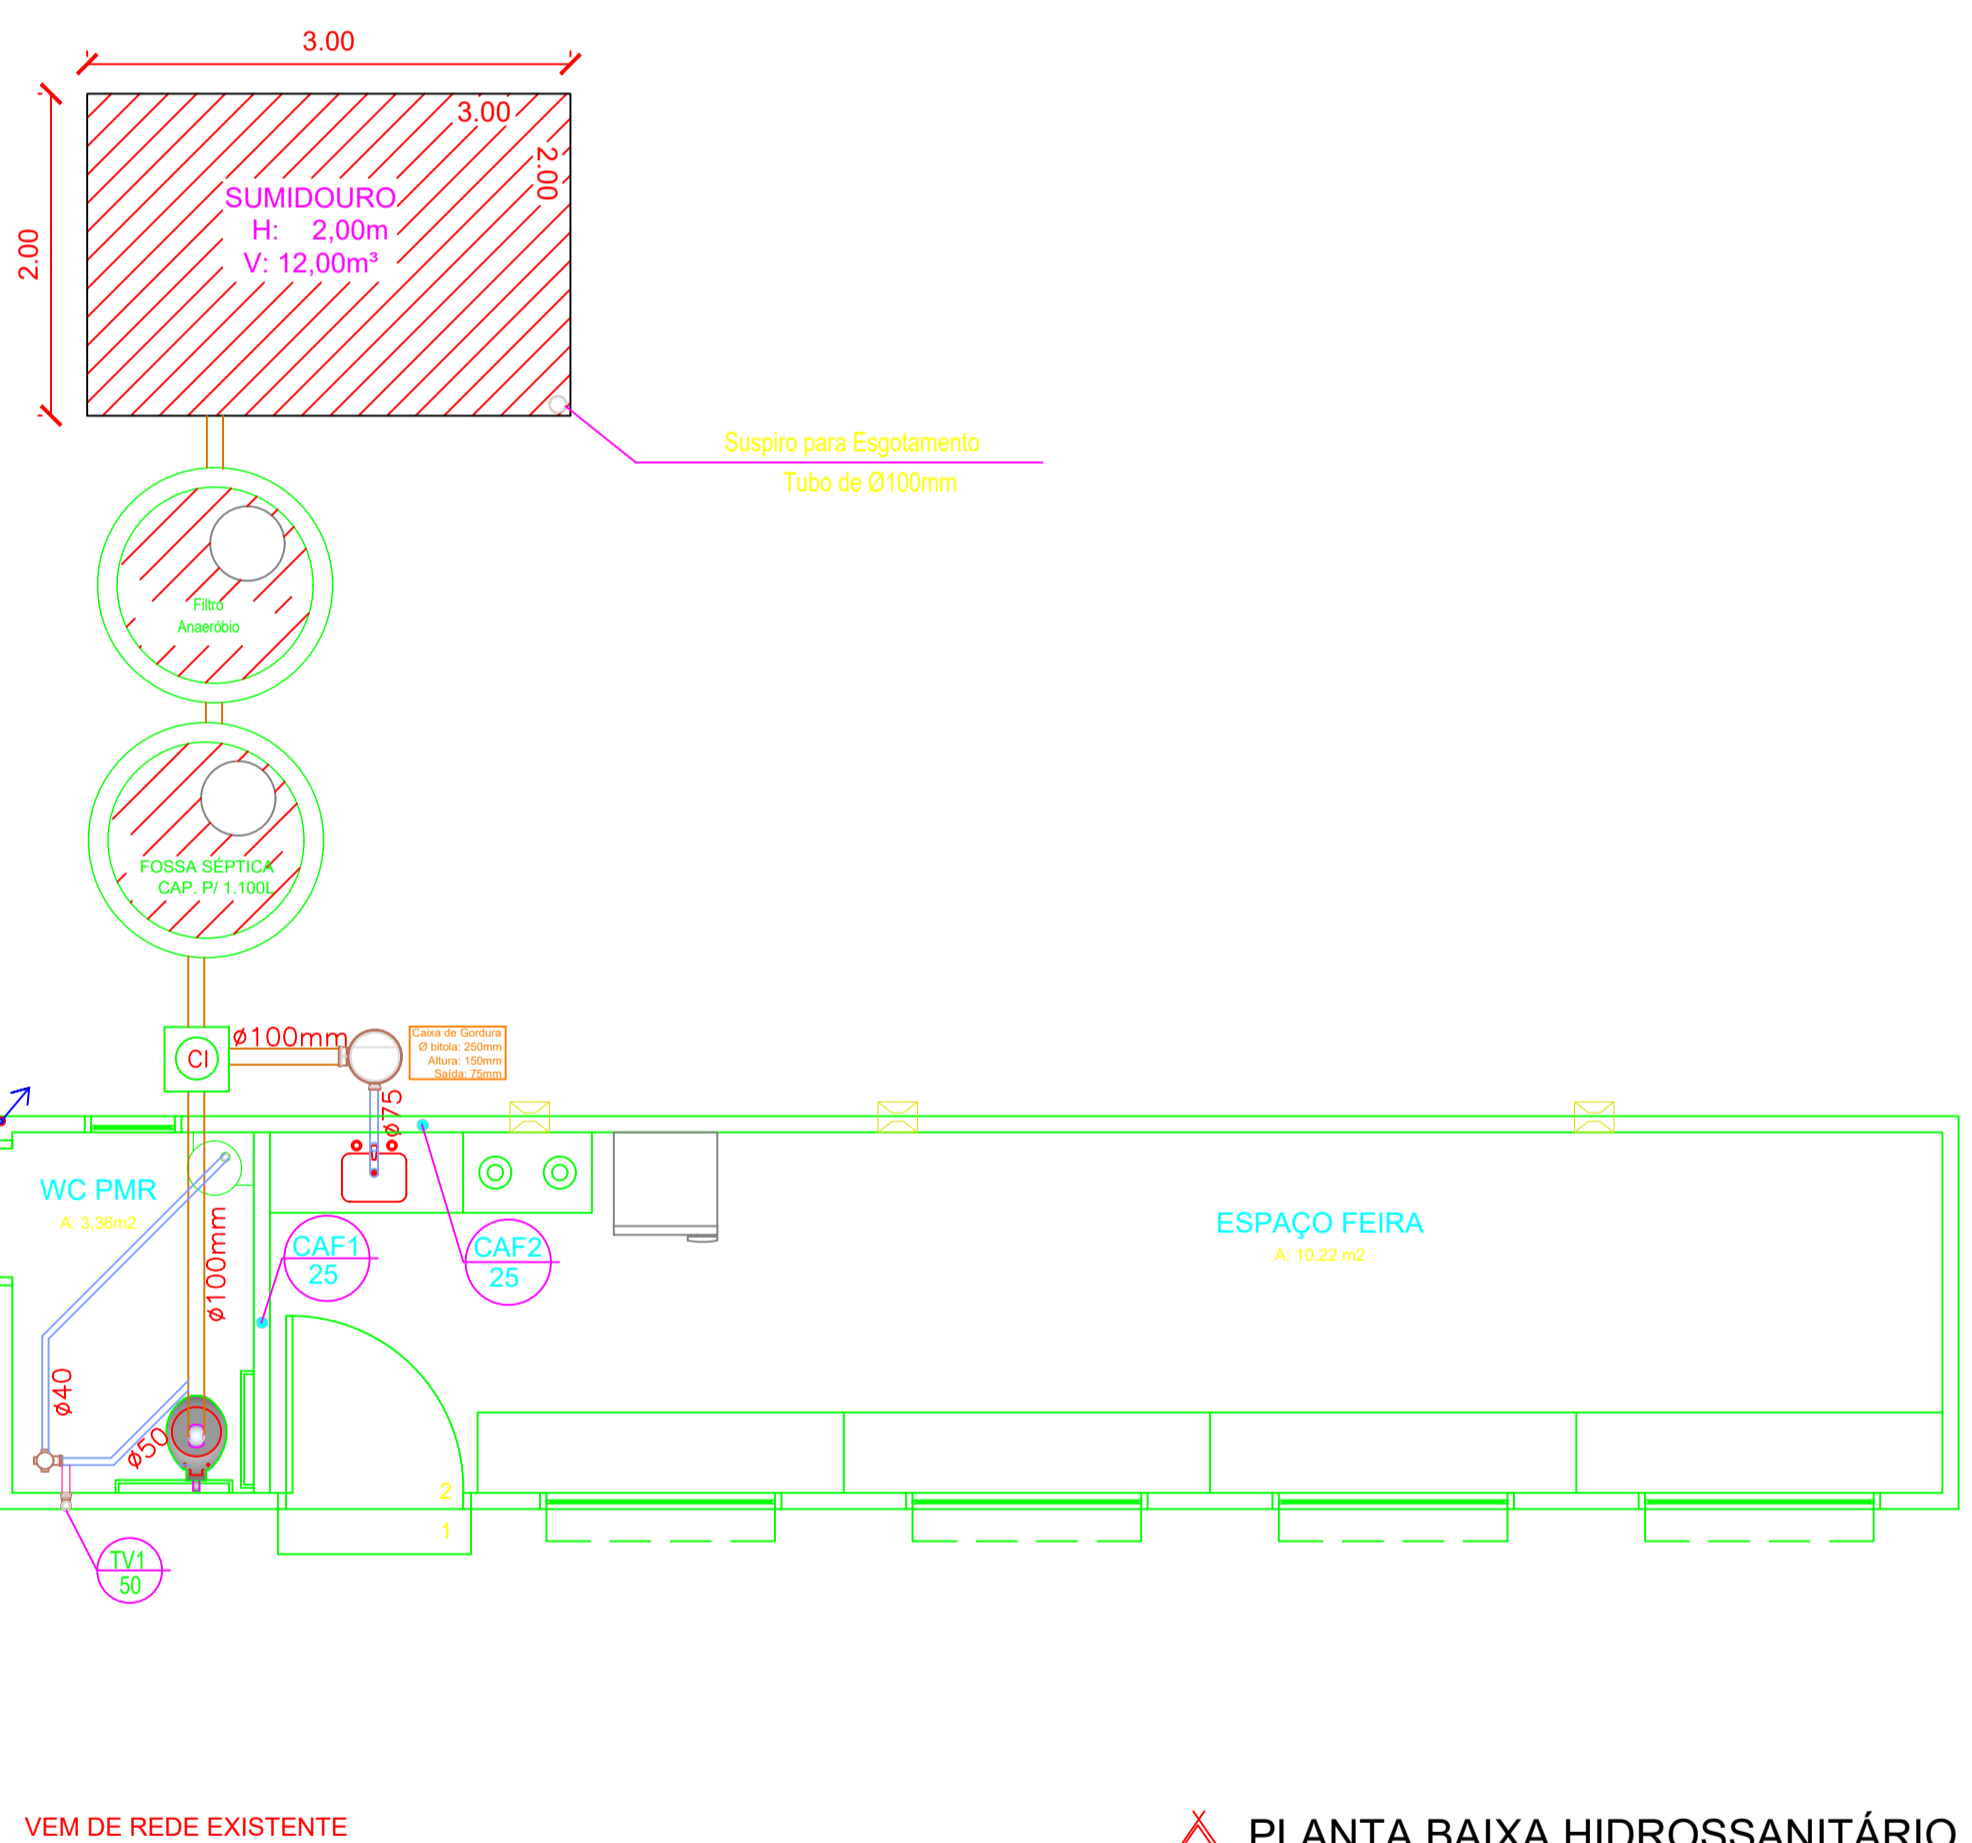 3.00
3.00
2.00
2.00
SUMIDOURO
H: 2,00m
V: 12,00m³
Suspiro para Esgotamento
Tubo de Ø100mm
Filtro
Anaeróbio
FOSSA SÉPTICA
CAP. P/ 1.100L
CI
ø100mm
Caixa de Gordura
Ø bitola: 250mm
Altura: 150mm
Saída: 75mm
ø75
WC PMR
A: 3,36m2
ø100mm
CAF1
25
CAF2
25
ESPAÇO FEIRA
A: 10,22 m2
ø40
ø50
2
1
TV1
50
VEM DE REDE EXISTENTE
PLANTA BAIXA HIDROSSANITÁRIO